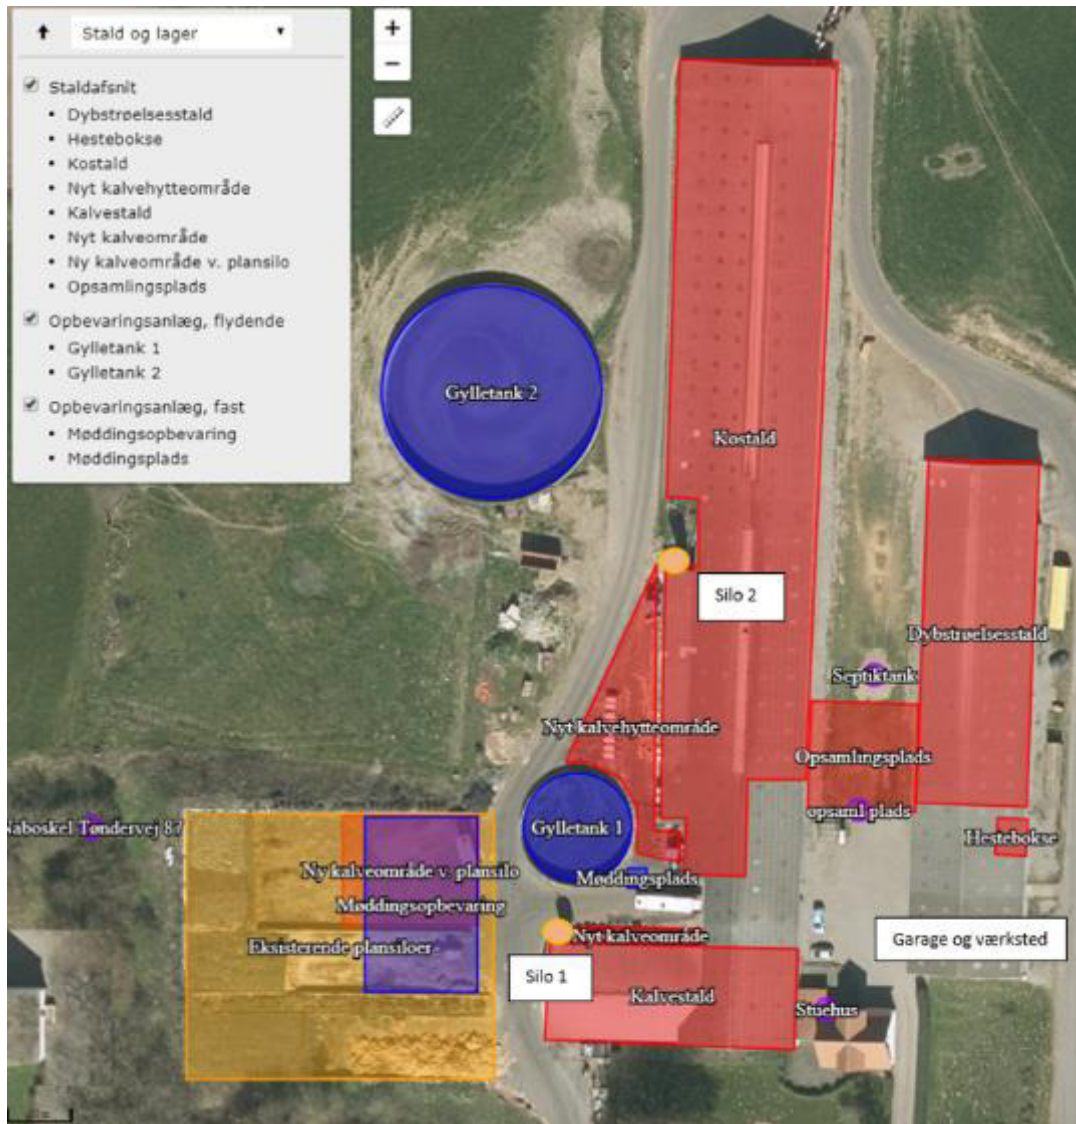 Stald og lager
Staldafsnit
Dybstrøelsesstald
Hestebokse
Kostald
Nyt kalvehytteområde
Kalvestald
Nyt kalveområde
Ny kalveområde v. plansilo
Opsamlingsplads
Opbevaringsanlæg, flydende
Gylletank 1
Gylletank 2
Opbevaringsanlæg, fast
Møddingsopbevaring
Møddingsplads
+
−
Gylletank 2
Kostald
Silo 2
Dybstrøelsesstald
Septiktank
Nyt kalvehytteområde
Opsamlingsplads
opsaml plads
Naboskel Tøndervej 87
Gylletank 1
Hestebokse
Ny kalveområde v. plansilo
Møddingsplads
Møddingsopbevaring
Eksisterende plansiloer
Nyt kalveområde
Garage og værksted
Silo 1
Kalvestald
Stuehus